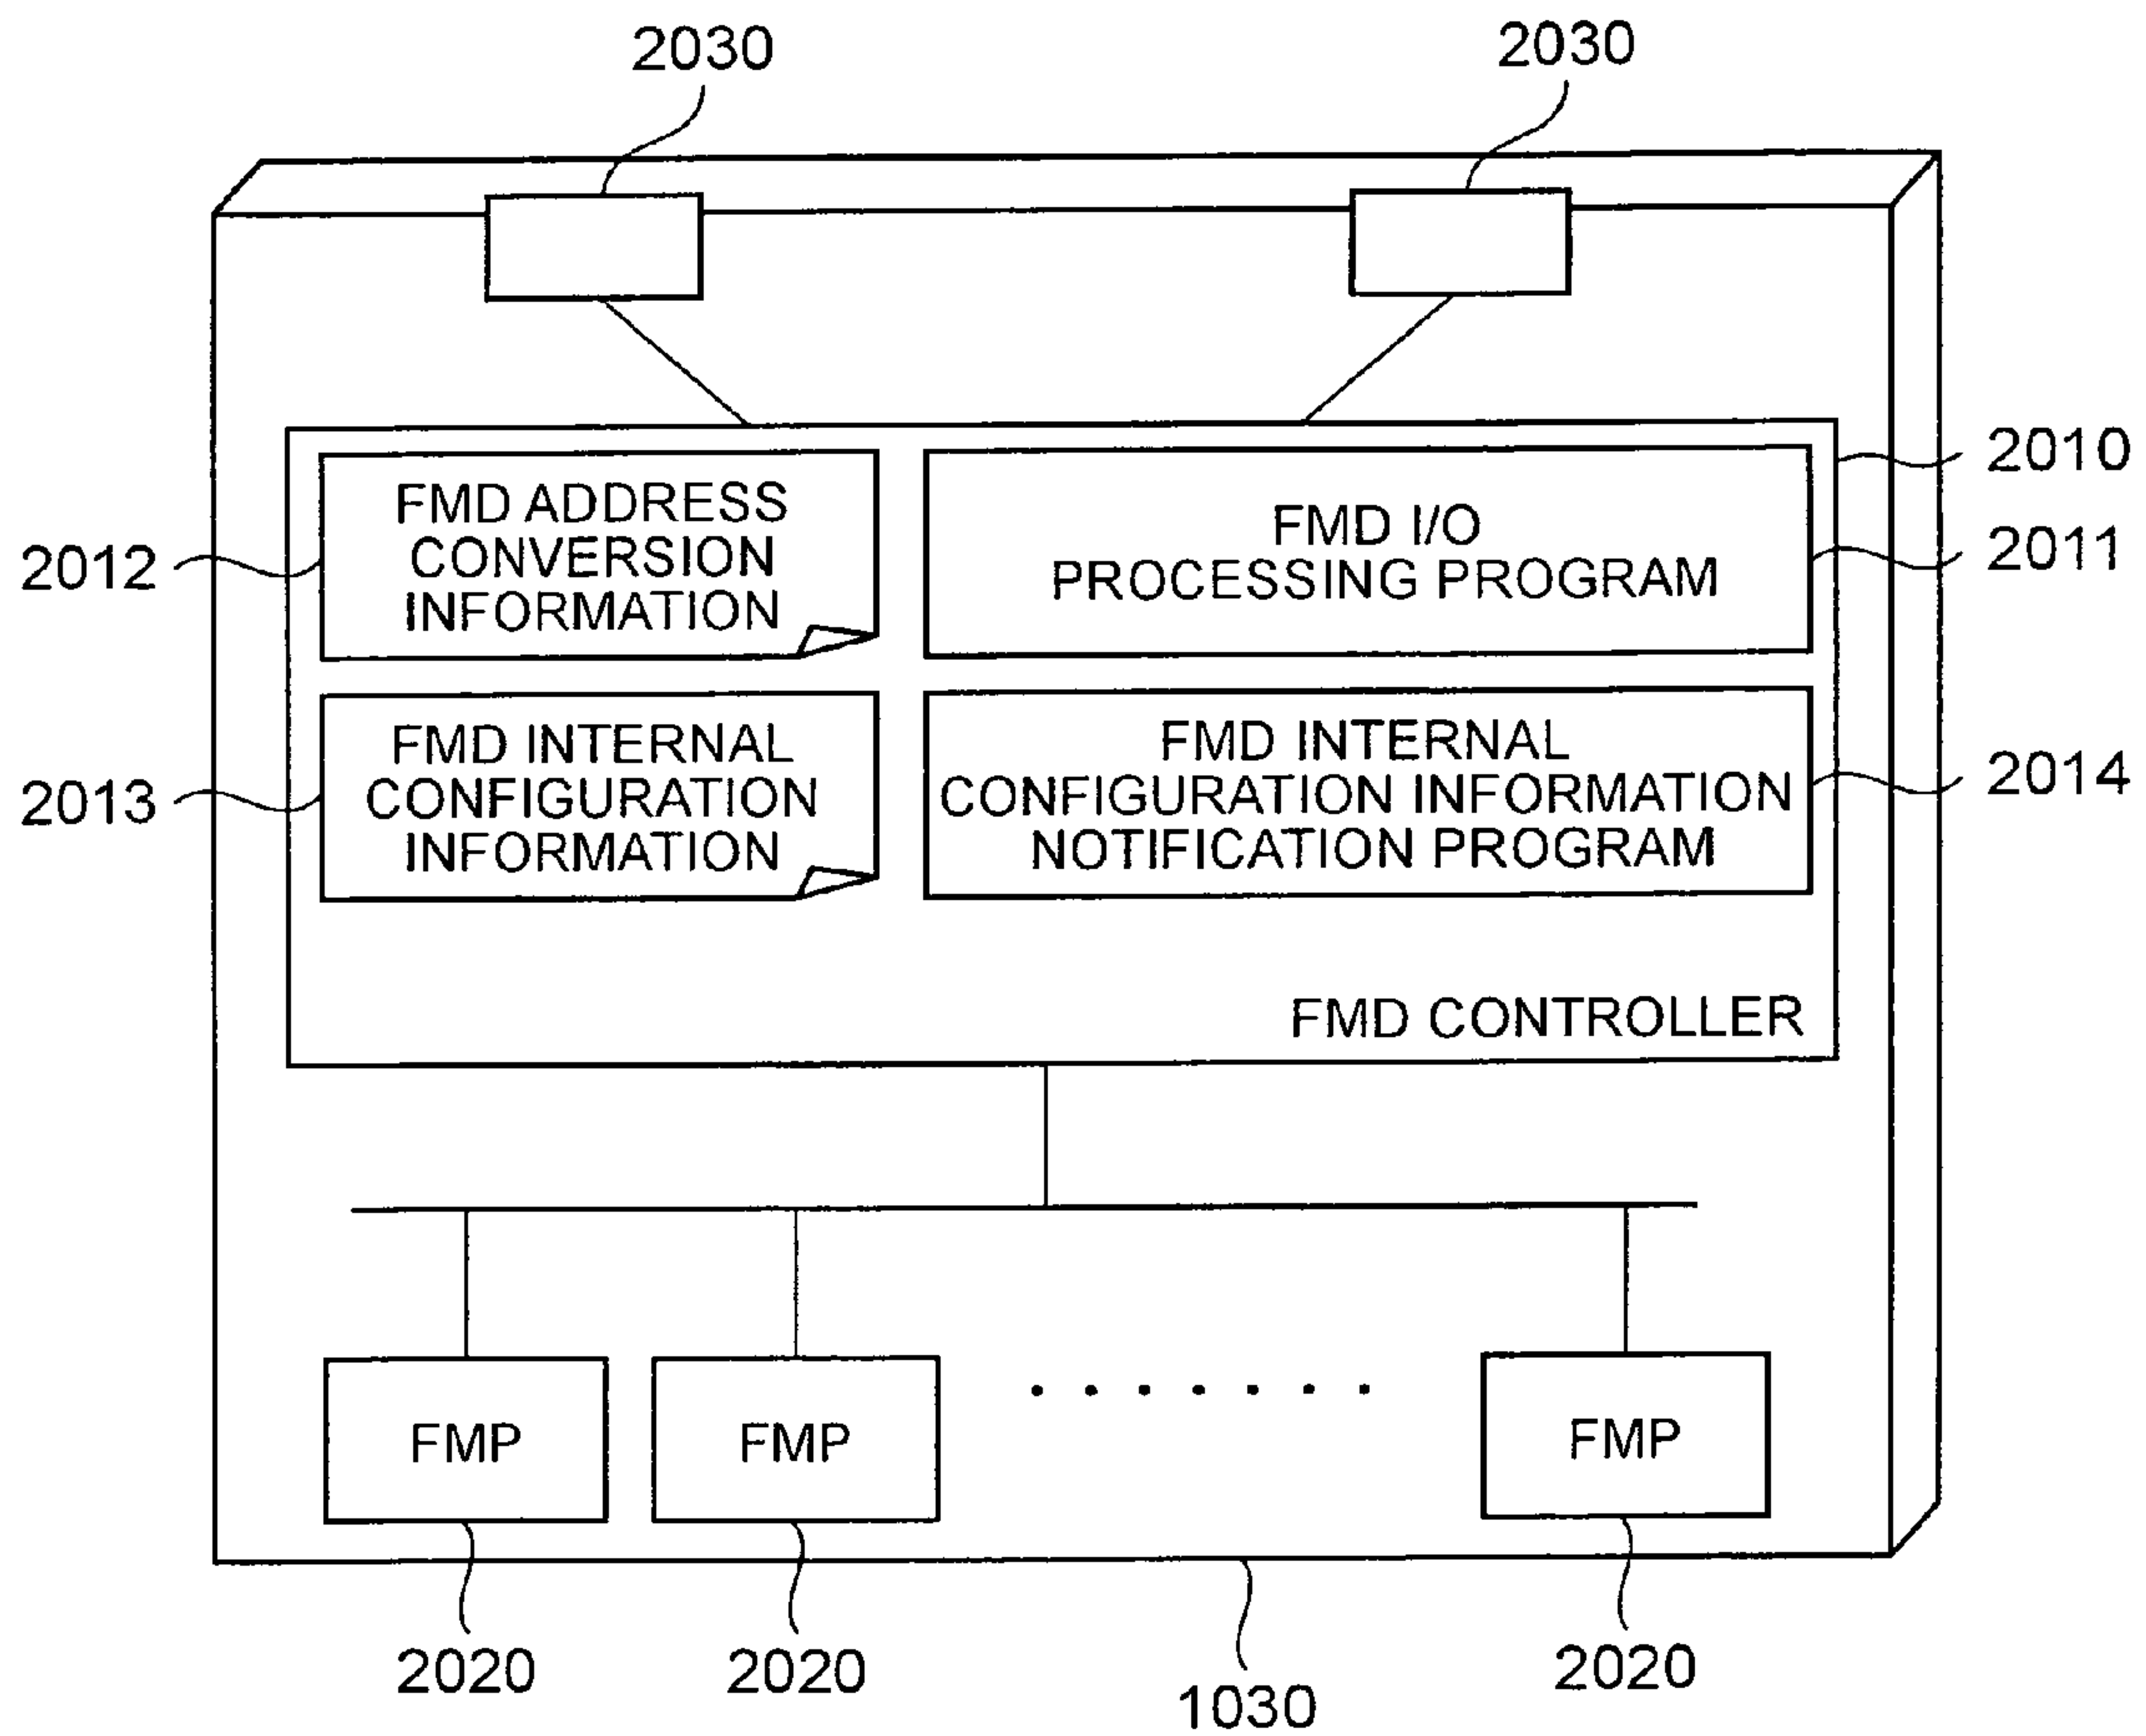 2030
2030
2010
FMD ADDRESS
CONVERSION
INFORMATION
2012
FMD I/O
PROCESSING PROGRAM
2011
FMD INTERNAL
CONFIGURATION
INFORMATION
2013
FMD INTERNAL
CONFIGURATION INFORMATION
NOTIFICATION PROGRAM
2014
FMD CONTROLLER
FMP
FMP
FMP
2020
2020
2020
1030